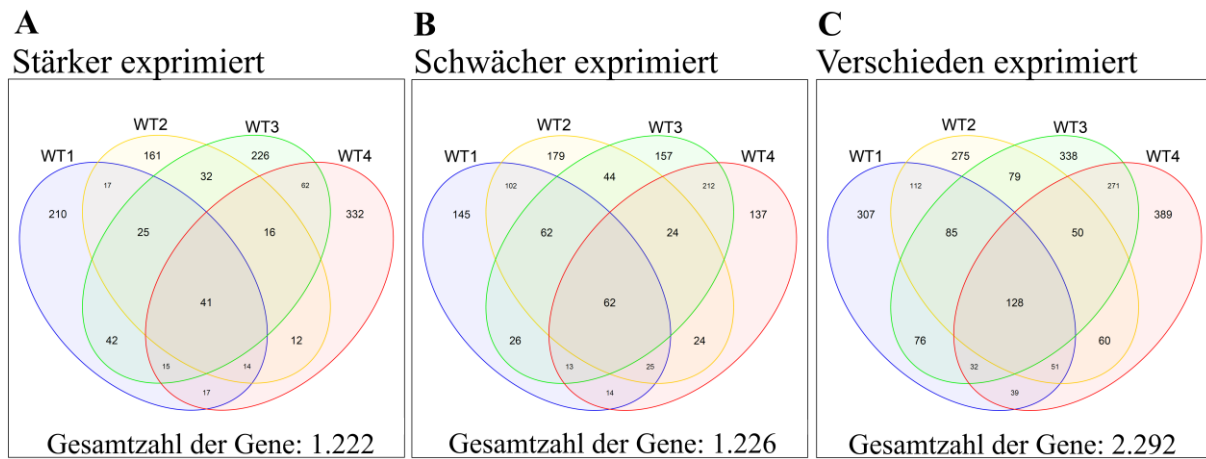 A
Stärker exprimiert
WT1
WT2
WT3
WT4
161
226
32
17
62
210
332
25
16
41
42
12
15
14
17
Gesamtzahl der Gene: 1.222
B
Schwächer exprimiert
WT1
WT2
WT3
WT4
179
157
44
102
212
145
137
62
24
62
26
24
13
25
14
Gesamtzahl der Gene: 1.226
C
Verschieden exprimiert
WT1
WT2
WT3
WT4
275
338
79
112
271
307
389
85
50
128
76
60
32
51
39
Gesamtzahl der Gene: 2.292